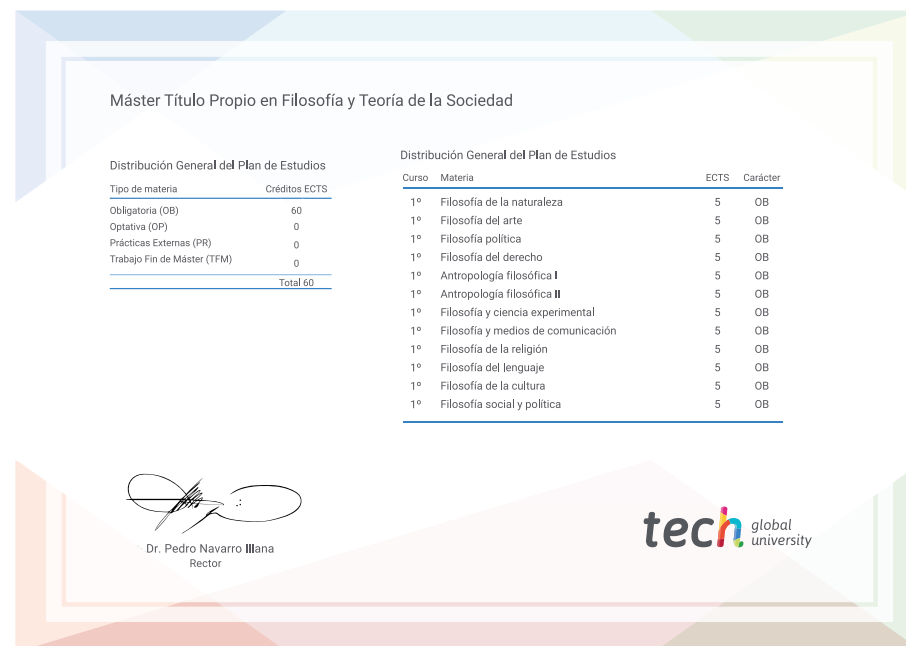 Máster Título Propio en Filosofía y Teoría de la Sociedad
Distribución General del Plan de Estudios
Tipo de materia Créditos ECTS
Obligatoria (OB) 60
Optativa (OP) 0
Prácticas Externas (PR) 0
Trabajo Fin de Máster (TFM) 0
Total 60
Distribución General del Plan de Estudios
Curso Materia ECTS Carácter
1º Filosofía de la naturaleza 5 OB
1º Filosofía del arte 5 OB
1º Filosofía política 5 OB
1º Filosofía del derecho 5 OB
1º Antropología filosófica I 5 OB
1º Antropología filosófica II 5 OB
1º Filosofía y ciencia experimental 5 OB
1º Filosofía y medios de comunicación 5 OB
1º Filosofía de la religión 5 OB
1º Filosofía del lenguaje 5 OB
1º Filosofía de la cultura 5 OB
1º Filosofía social y política 5 OB
Dr. Pedro Navarro Illana
Rector
tech global
university